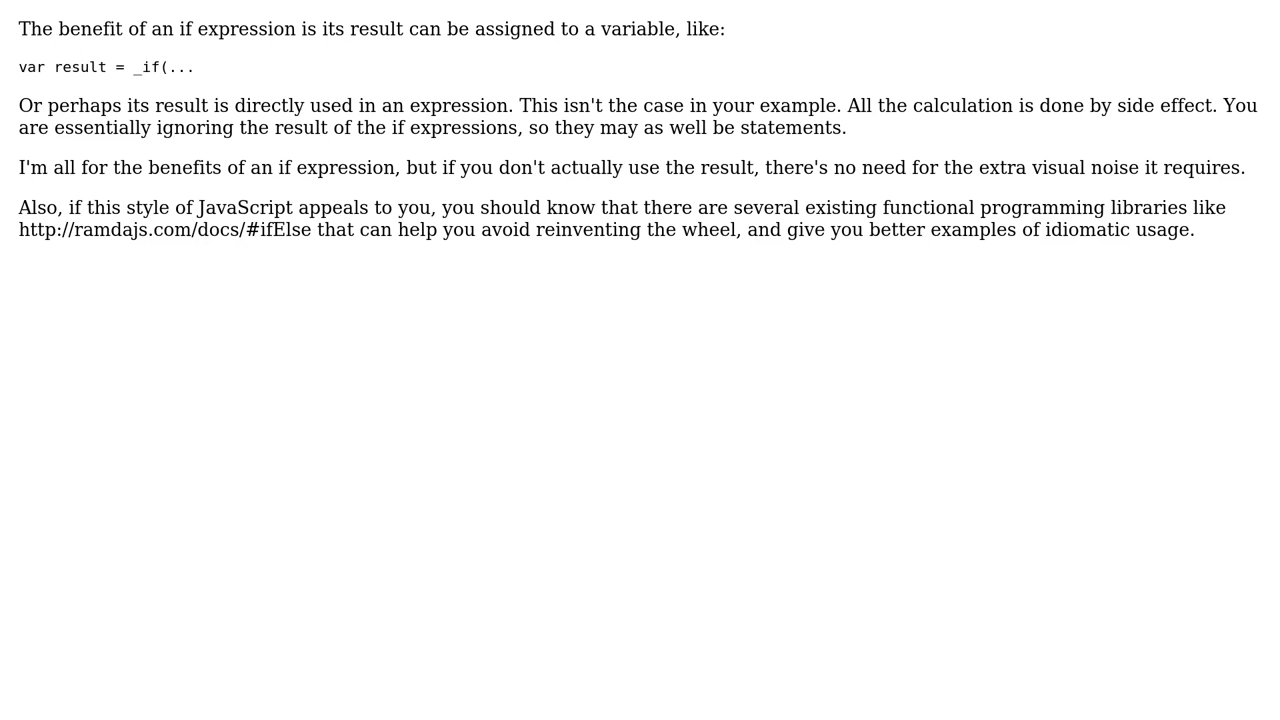 The benefit of an if expression is its result can be assigned to a variable, like:
var result = _if(...
Or perhaps its result is directly used in an expression. This isn't the case in your example. All the calculation is done by side effect. You
are essentially ignoring the result of the if expressions, so they may as well be statements.
I'm all for the benefits of an if expression, but if you don't actually use the result, there's no need for the extra visual noise it requires.
Also, if this style of JavaScript appeals to you, you should know that there are several existing functional programming libraries like
http://ramdajs.com/docs/#ifElse that can help you avoid reinventing the wheel, and give you better examples of idiomatic usage.